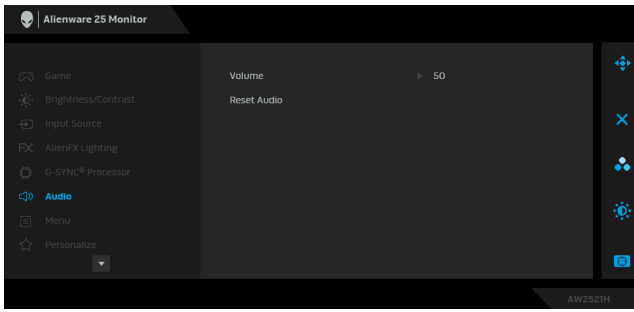 Alienware 25 Monitor
Game
Brightness/Contrast
Input Source
AlienFX Lighting
G-SYNC® Processor
Audio
Menu
Personalize
Volume 50
Reset Audio
AW2521H